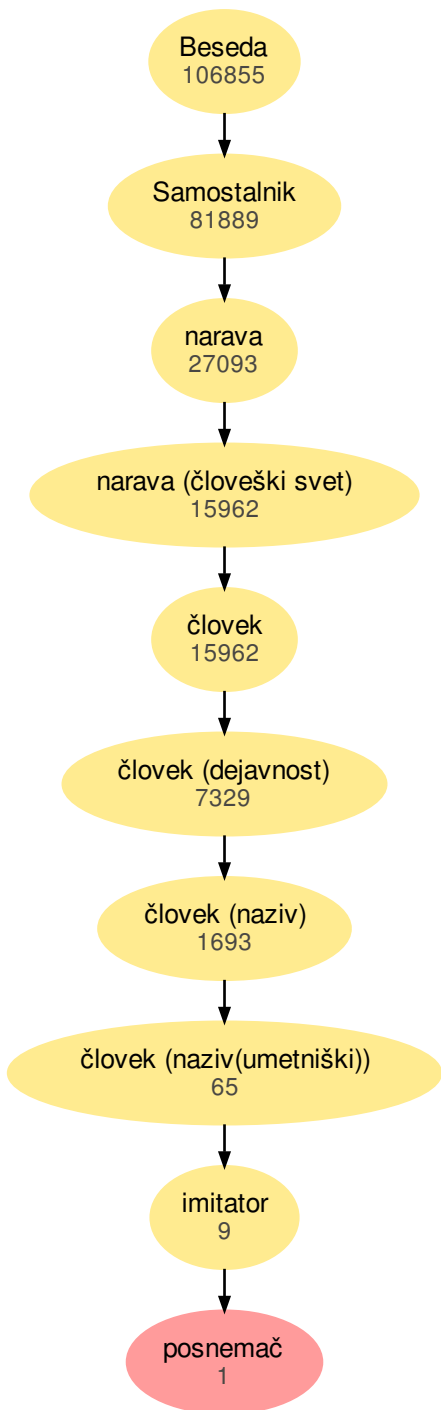 Beseda
106855
Samostalnik
81889
narava
27093
narava (človeški svet)
15962
človek
15962
človek (dejavnost)
7329
človek (naziv)
1693
človek (naziv(umetniški))
65
imitator
9
posnemač
1